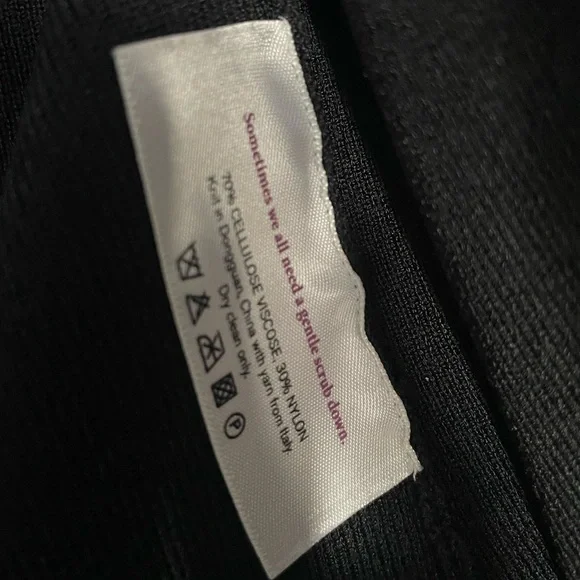 Sometimes we all need a gentle scrub down.
70% CELLULOSE VISCOSE, 30% NYLON
Knit in Dongguan, China with yarn from Italy
Dry clean only.
P